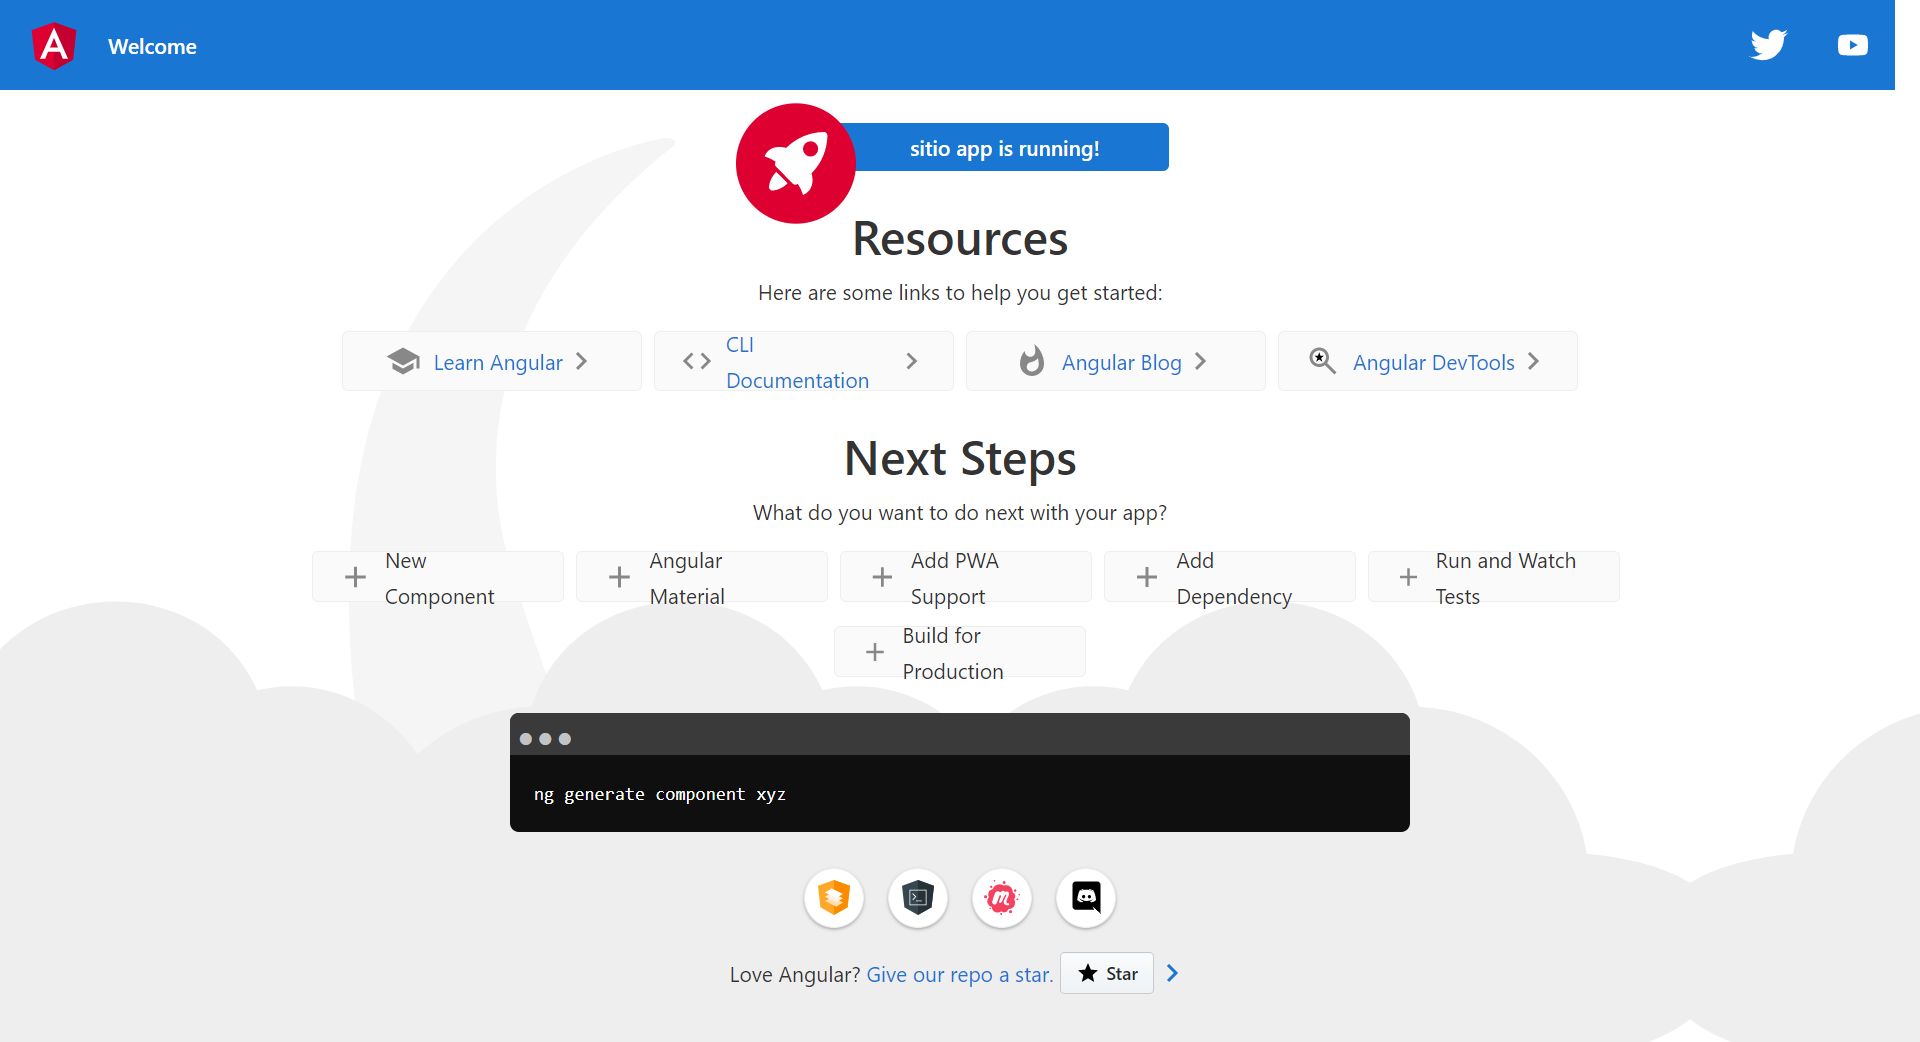 Welcome
sitio app is running!
Resources
Here are some links to help you get started:
Learn Angular
CLI
Documentation
Angular Blog
Angular DevTools
Next Steps
What do you want to do next with your app?
New
Component
Angular
Material
Add PWA
Support
Add
Dependency
Run and Watch
Tests
Build for
Production
ng generate component xyz
Love Angular? Give our repo a star. Star